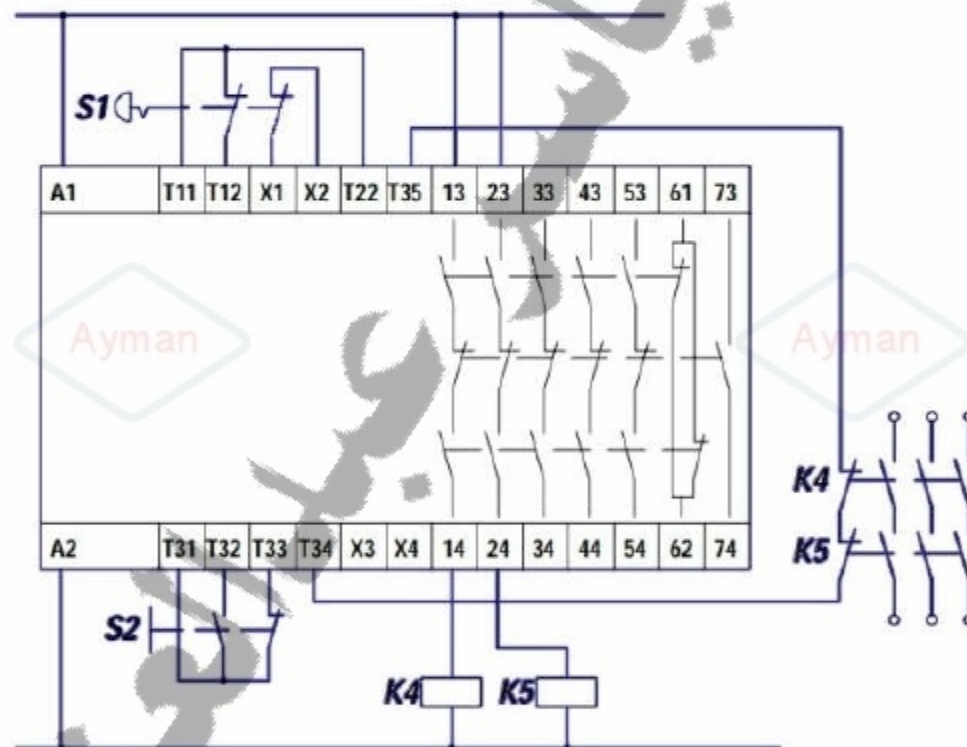 S1
A1 T11 T12 X1 X2 T22 T35 13 23 33 43 53 61 73
Ayman Ayman
K4
K5
A2 T31 T32 T33 T34 X3 X4 14 24 34 44 54 62 74
S2
K4 K5